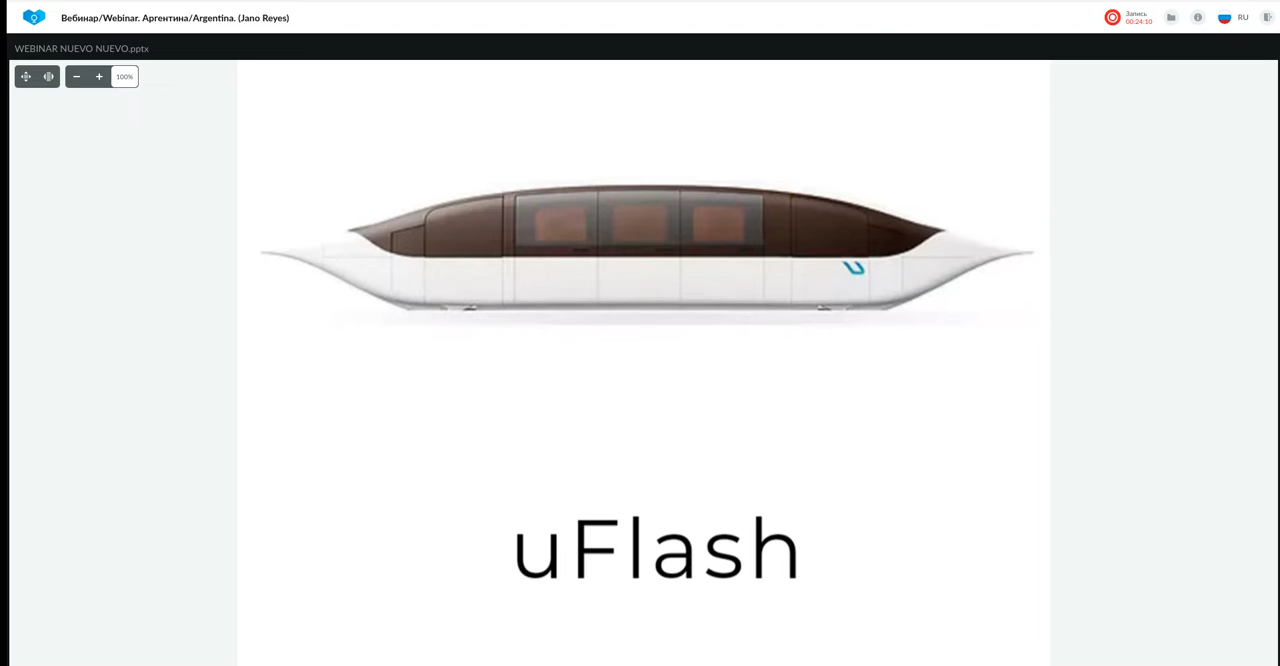 Вебинар/Webinar. Аргентина/Argentina. (Jano Reyes)
Запись
00:24:10
RU
WEBINAR NUEVO NUEVO.pptx
100%
uFlash